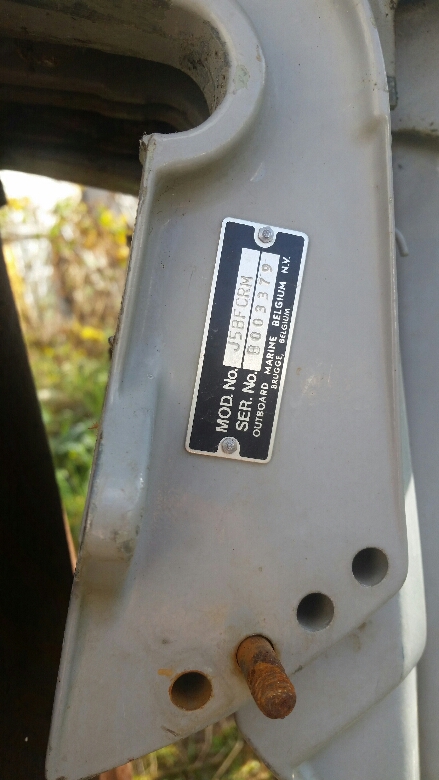 MOD. No. J5BFCRM
SER. No. B003379
OUTBOARD MARINE BELGIUM N.V.
BRUGGE, BELGIUM